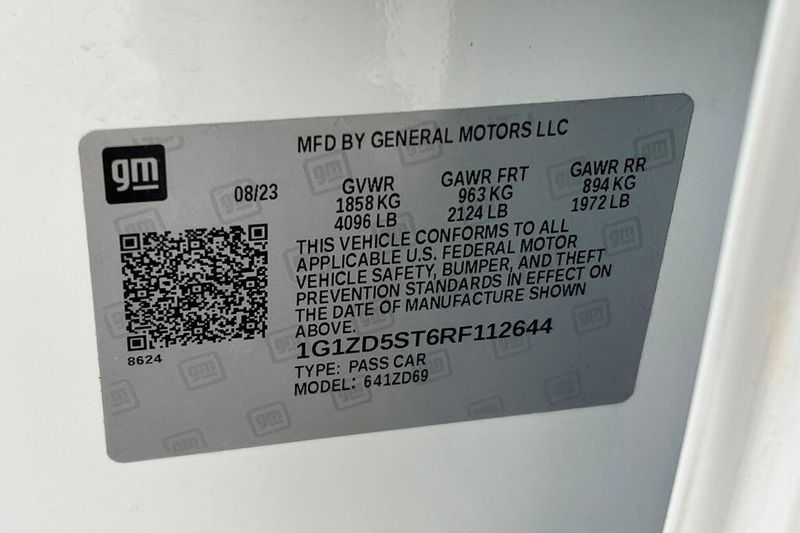 MFD BY GENERAL MOTORS LLC
gm
08/23
GVWR
1858 KG
4096 LB
GAWR FRT
963 KG
2124 LB
GAWR RR
894 KG
1972 LB
THIS VEHICLE CONFORMS TO ALL
APPLICABLE U.S. FEDERAL MOTOR
VEHICLE SAFETY, BUMPER, AND THEFT
PREVENTION STANDARDS IN EFFECT ON
THE DATE OF MANUFACTURE SHOWN
ABOVE.
8624
1G1ZD5ST6RF112644
TYPE: PASS CAR
MODEL: 641ZD69